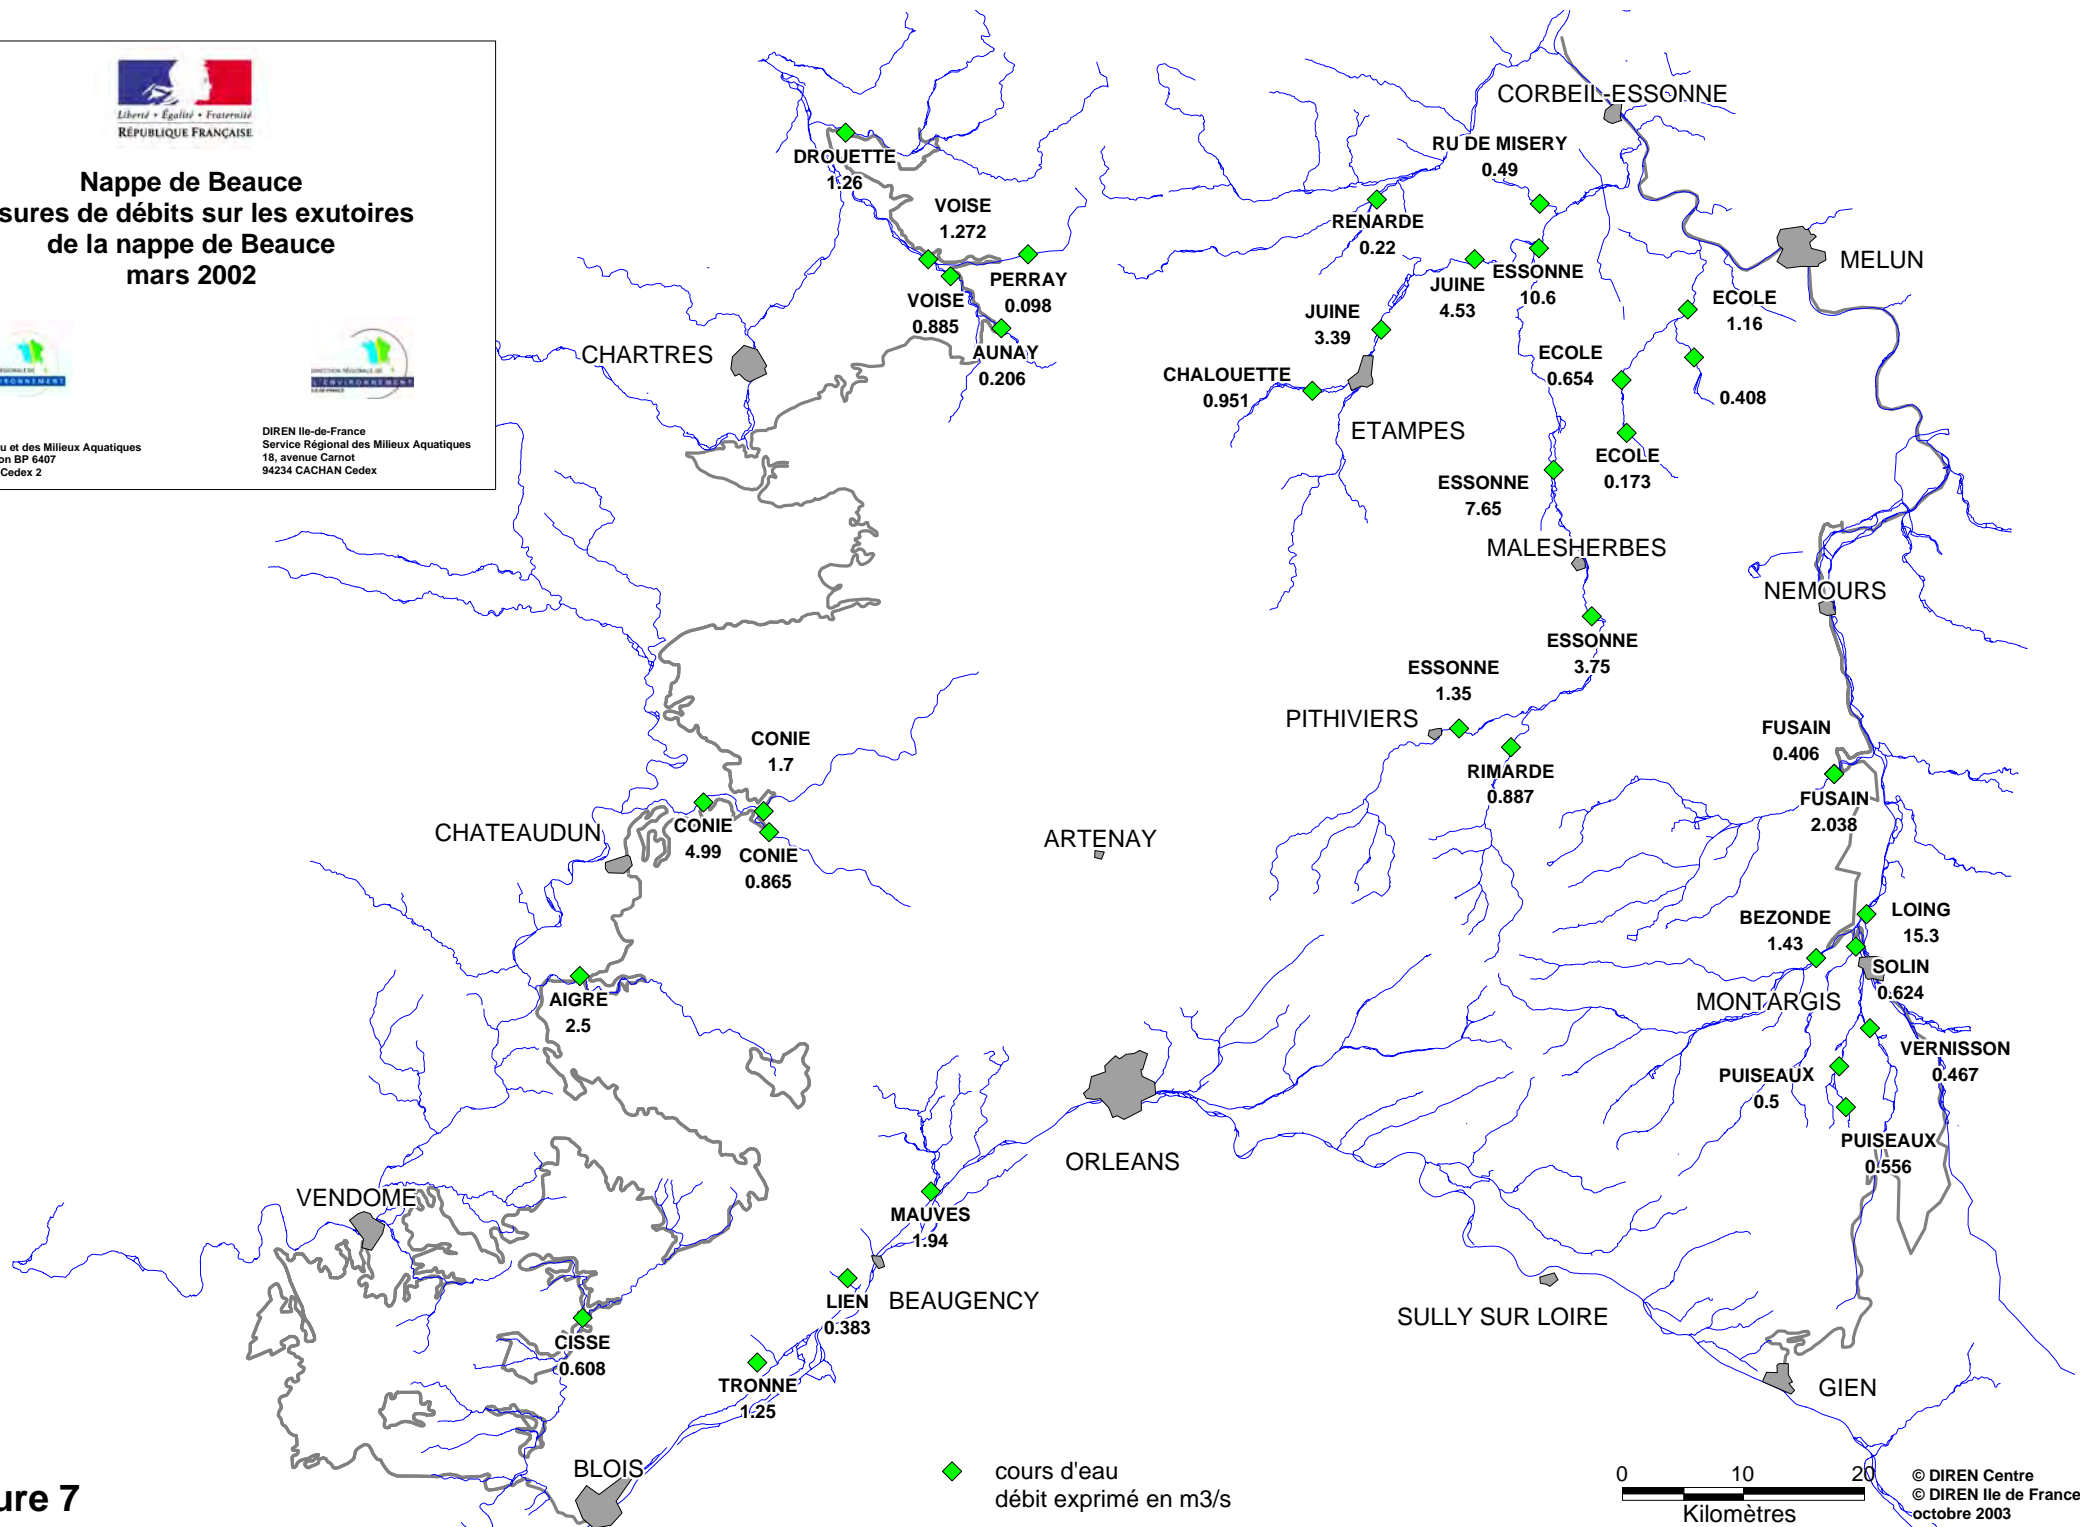 Liberté • Égalité • Fraternité
RÉPUBLIQUE FRANÇAISE
Nappe de Beauce
sures de débits sur les exutoires
de la nappe de Beauce
mars 2002
DIRECTION RÉGIONALE DE
L'ENVIRONNEMENT
ILE-DE-FRANCE
u et des Milieux Aquatiques
on BP 6407
Cedex 2
DIREN Ile-de-France
Service Régional des Milieux Aquatiques
18, avenue Carnot
94234 CACHAN Cedex
CORBEIL-ESSONNE
RU DE MISERY
0.49
DROUETTE
1.26
VOISE
1.272
RENARDE
0.22
MELUN
PERRAY
0.098
JUINE
4.53
ESSONNE
10.6
VOISE
0.885
JUINE
3.39
ECOLE
1.16
CHARTRES
AUNAY
0.206
ECOLE
0.654
CHALOUETTE
0.951
0.408
ETAMPES
ECOLE
0.173
ESSONNE
7.65
MALESHERBES
NEMOURS
ESSONNE
3.75
ESSONNE
1.35
PITHIVIERS
CONIE
1.7
FUSAIN
0.406
RIMARDE
0.887
FUSAIN
2.038
CHATEAUDUN
CONIE
4.99
ARTENAY
CONIE
0.865
BEZONDE
1.43
LOING
15.3
SOLIN
0.624
AIGRE
2.5
MONTARGIS
VERNISSON
0.467
PUISEAUX
0.5
PUISEAUX
0.556
ORLEANS
VENDOME
MAUVES
1.94
LIEN
0.383
BEAUGENCY
SULLY SUR LOIRE
CISSE
0.608
TRONNE
1.25
GIEN
BLOIS
cours d'eau
débit exprimé en m3/s
0 10 20
Kilomètres
© DIREN Centre
© DIREN Ile de France
octobre 2003
ure 7